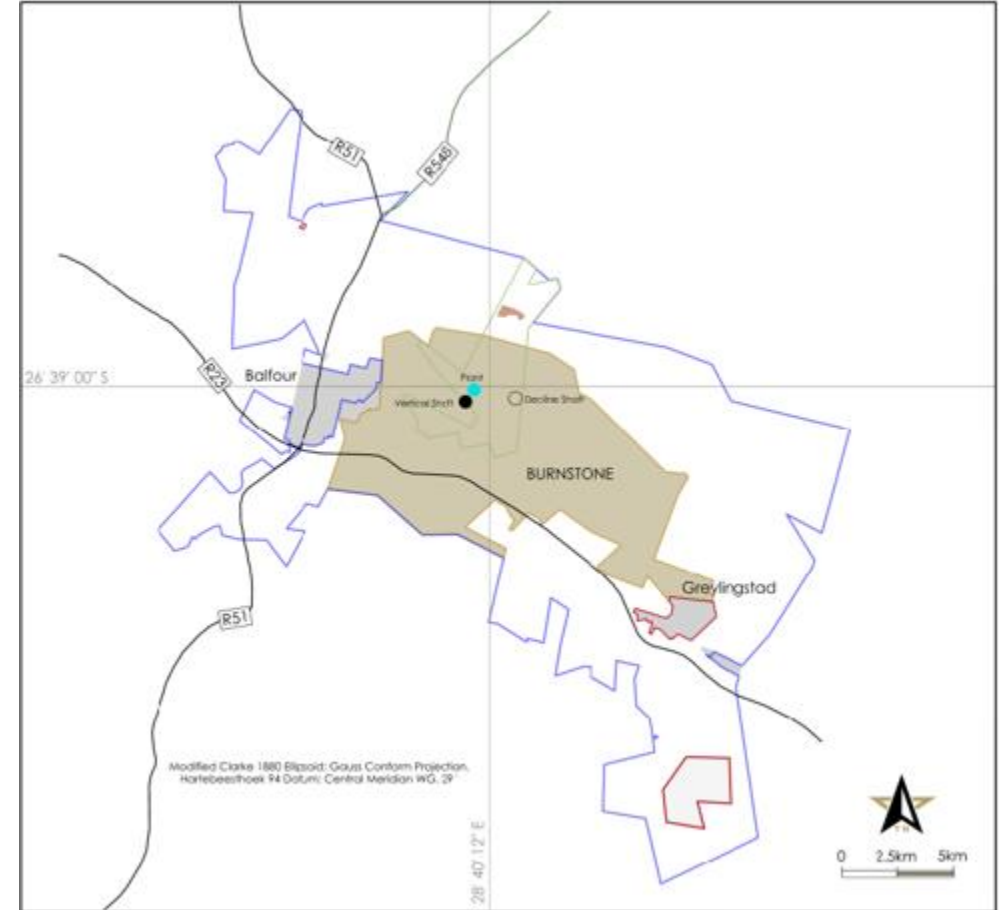 R51
R548
R23
26° 39' 00" S
Balfour
Plant
Vertical Shaft
Decline Shaft
BURNSTONE
Greylingstad
R51
Modified Clarke 1880 Ellipsoid: Gauss Conform Projection,
Hartebeesthoek 94 Datum: Central Meridian WG. 29
28° 40' 12" E
0 2.5km 5km